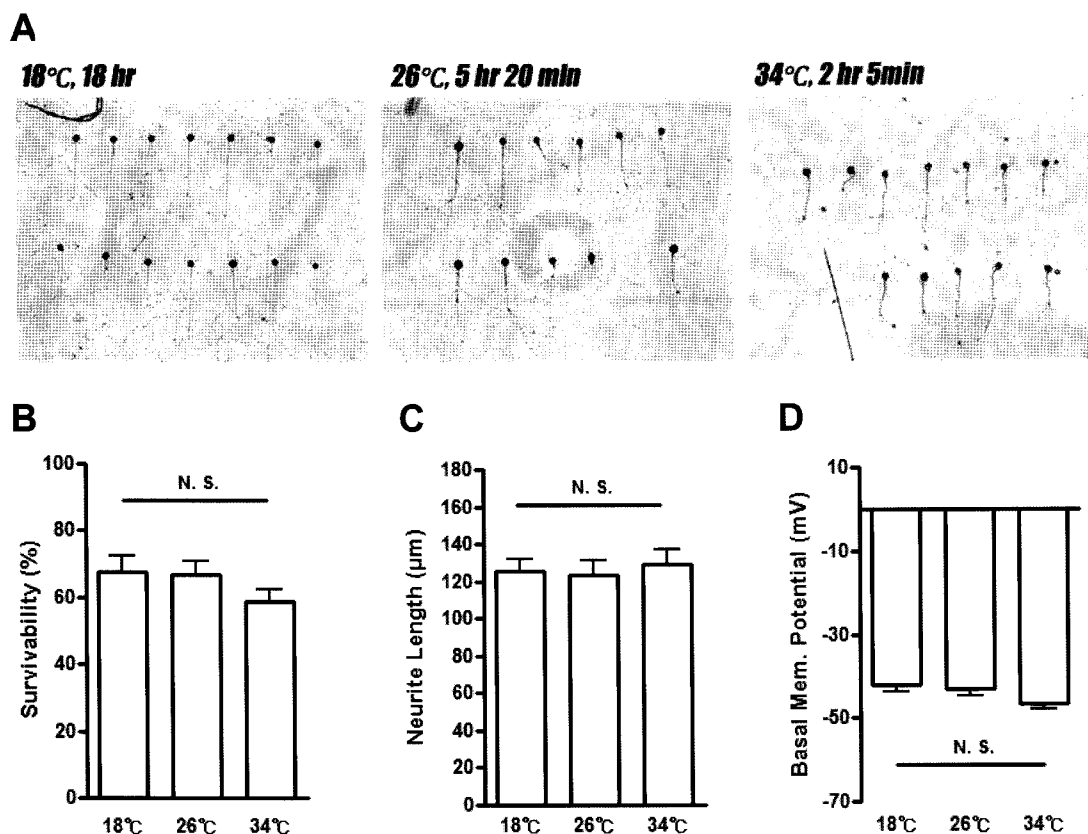 A
18°C, 18 hr
26°C, 5 hr 20 min
34°C, 2 hr 5min
B
Survivability (%)
100
80
60
40
20
0
N. S.
18℃ 26℃ 34℃
C
Neurite Length (μm)
180
160
140
120
100
80
60
40
20
0
N. S.
18℃ 26℃ 34℃
D
Basal Mem. Potential (mV)
10
-10
-30
-50
-70
N. S.
18℃ 26℃ 34℃